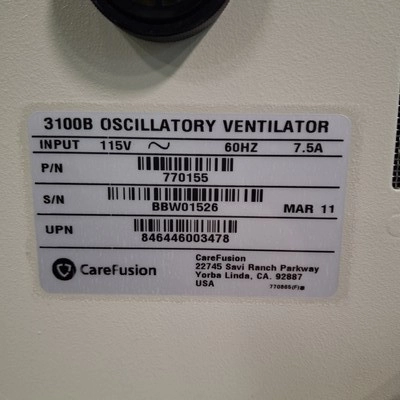 3100B OSCILLATORY VENTILATOR
INPUT 115V ~ 60HZ 7.5A
P/N 770155
S/N BBW01526 MAR 11
UPN 846446003478
CareFusion
CareFusion
22745 Savi Ranch Parkway
Yorba Linda, CA. 92887
USA